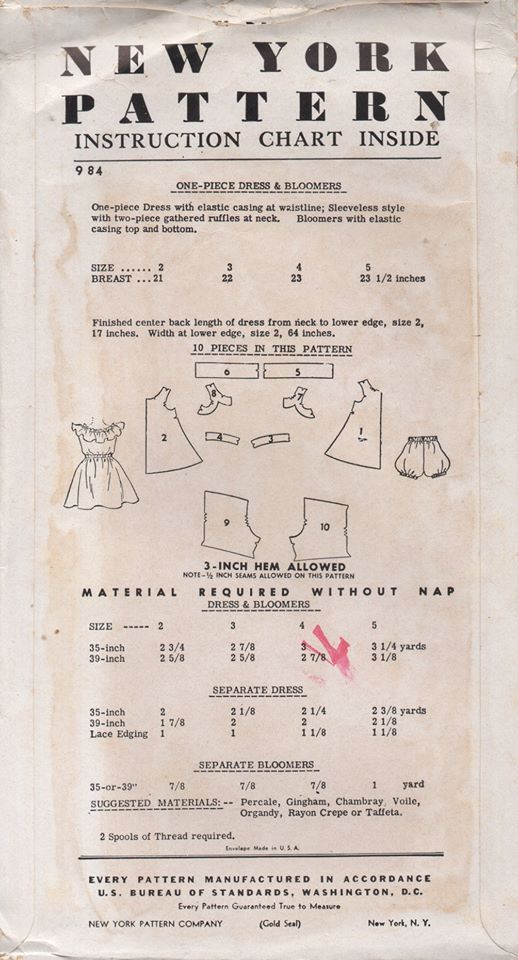 NEW YORK
PATTERN
INSTRUCTION CHART INSIDE
984
ONE-PIECE DRESS & BLOOMERS
One-piece Dress with elastic casing at waistline; Sleeveless style
with two-piece gathered ruffles at neck. Bloomers with elastic
casing top and bottom.
SIZE ...... 2 3 4 5
BREAST ...21 22 23 23 1/2 inches
Finished center back length of dress from neck to lower edge, size 2,
17 inches. Width at lower edge, size 2, 64 inches.
10 PIECES IN THIS PATTERN
6 5
8 7
2 4 3 1
9 10
3-INCH HEM ALLOWED
NOTE-½ INCH SEAMS ALLOWED ON THIS PATTERN
MATERIAL REQUIRED WITHOUT NAP
DRESS & BLOOMERS
SIZE ----- 2 3 4 5
35-inch 2 3/4 2 7/8 3 3 1/4 yards
39-inch 2 5/8 2 5/8 2 7/8 3 1/8
SEPARATE DRESS
35-inch 2 2 1/8 2 1/4 2 3/8 yards
39-inch 1 7/8 2 2 2 1/8
Lace Edging 1 1 1 1/8 1 1/8
SEPARATE BLOOMERS
35-or-39" 7/8 7/8 7/8 1 yard
SUGGESTED MATERIALS: -- Percale, Gingham, Chambray, Voile,
Organdy, Rayon Crepe or Taffeta.
2 Spools of Thread required.
Envelope Made in U.S.A.
EVERY PATTERN MANUFACTURED IN ACCORDANCE
U.S. BUREAU OF STANDARDS, WASHINGTON, D.C.
Every Pattern Guaranteed True to Measure
NEW YORK PATTERN COMPANY (Gold Seal) New York, N. Y.